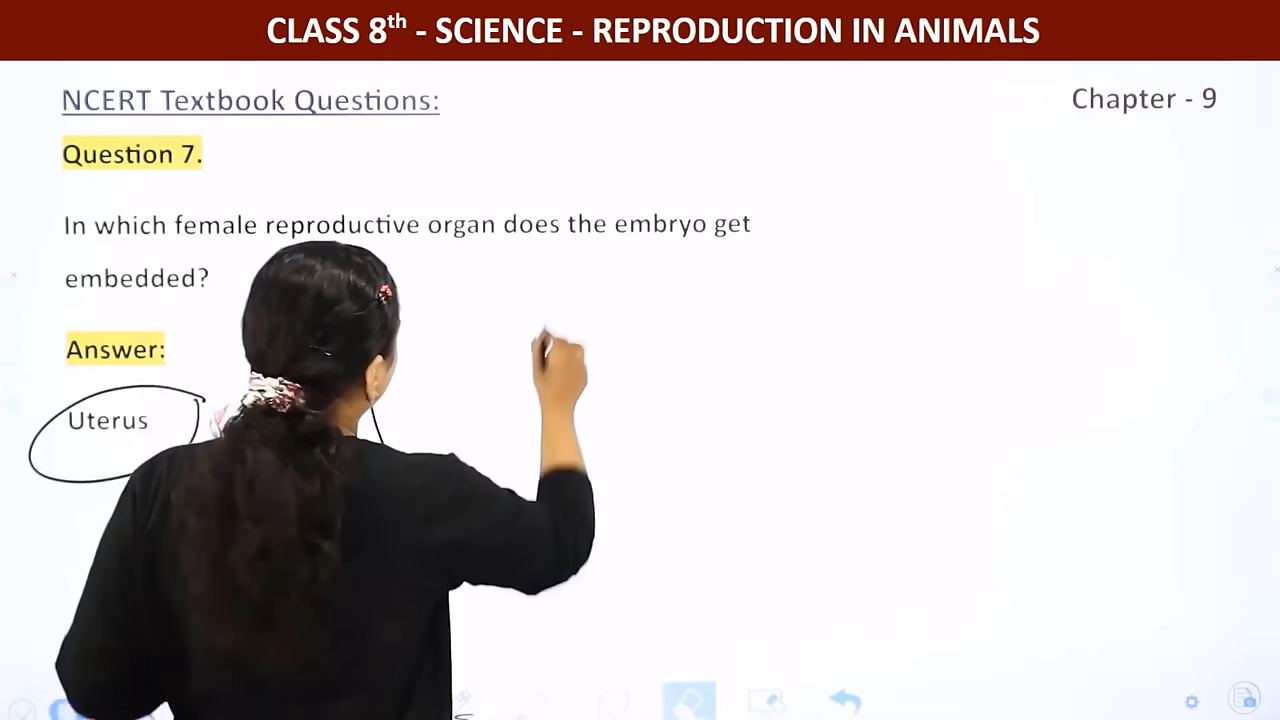 CLASS 8th - SCIENCE - REPRODUCTION IN ANIMALS
NCERT Textbook Questions:
Chapter - 9
Question 7.
In which female reproductive organ does the embryo get
embedded?
Answer:
Uterus